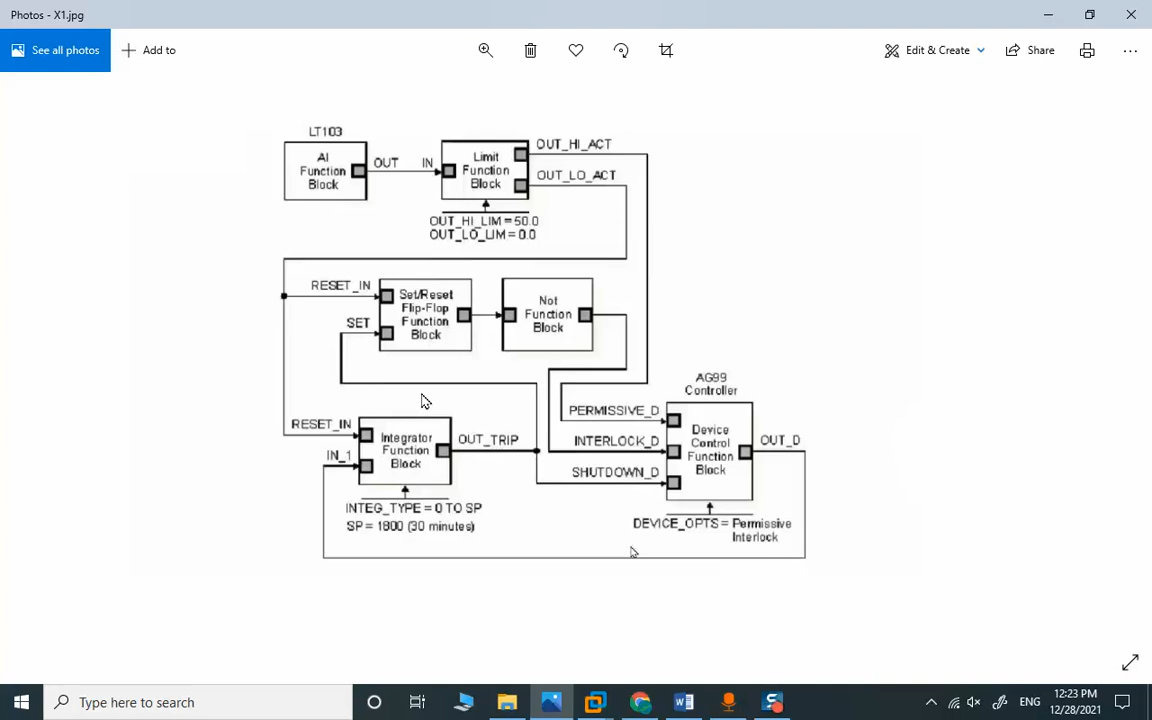 Photos - X1.jpg
See all photos
Add to
Edit & Create
Share
LT103
AI
Function
Block
OUT
IN
Limit
Function
Block
OUT_HI_ACT
OUT_LO_ACT
OUT_HI_LIM = 50.0
OUT_LO_LIM = 0.0
RESET_IN
SET
Set/Reset
Flip-Flop
Function
Block
Not
Function
Block
AG99
Controller
RESET_IN
IN_1
Integrator
Function
Block
OUT_TRIP
PERMISSIVE_D
INTERLOCK_D
SHUTDOWN_D
Device
Control
Function
Block
OUT_D
INTEG_TYPE = 0 TO SP
SP = 1800 (30 minutes)
DEVICE_OPTS = Permissive
Interlock
Type here to search
ENG
12:23 PM
12/28/2021